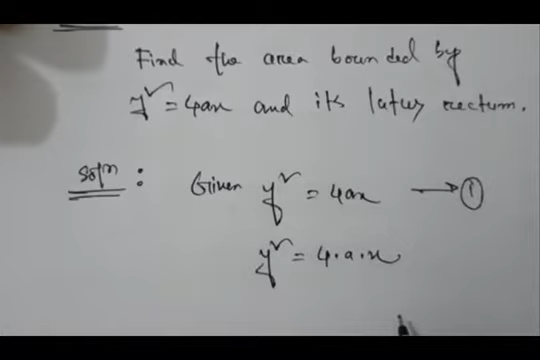 Find the area bounded by
y² = 4ax and its latus rectum.
Soln : Given y² = 4ax → ①
y² = 4.a.x